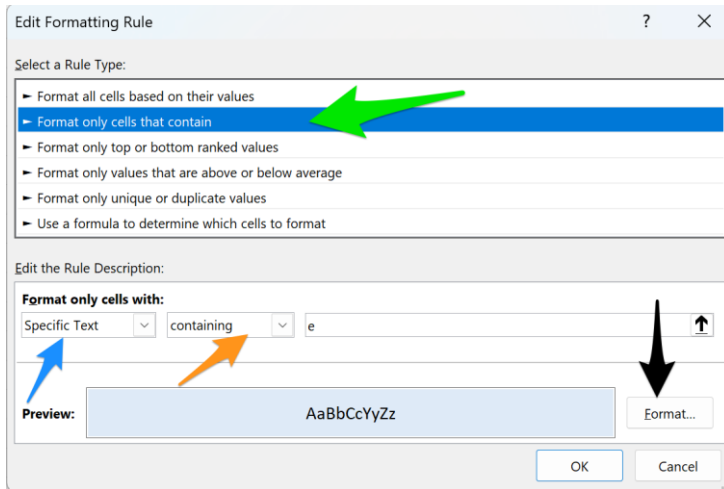 Edit Formatting Rule ? ×
Select a Rule Type:
► Format all cells based on their values
► Format only cells that contain
► Format only top or bottom ranked values
► Format only values that are above or below average
► Format only unique or duplicate values
► Use a formula to determine which cells to format
Edit the Rule Description:
Format only cells with:
Specific Text containing e
Preview: AaBbCcYyZz Format...
OK Cancel